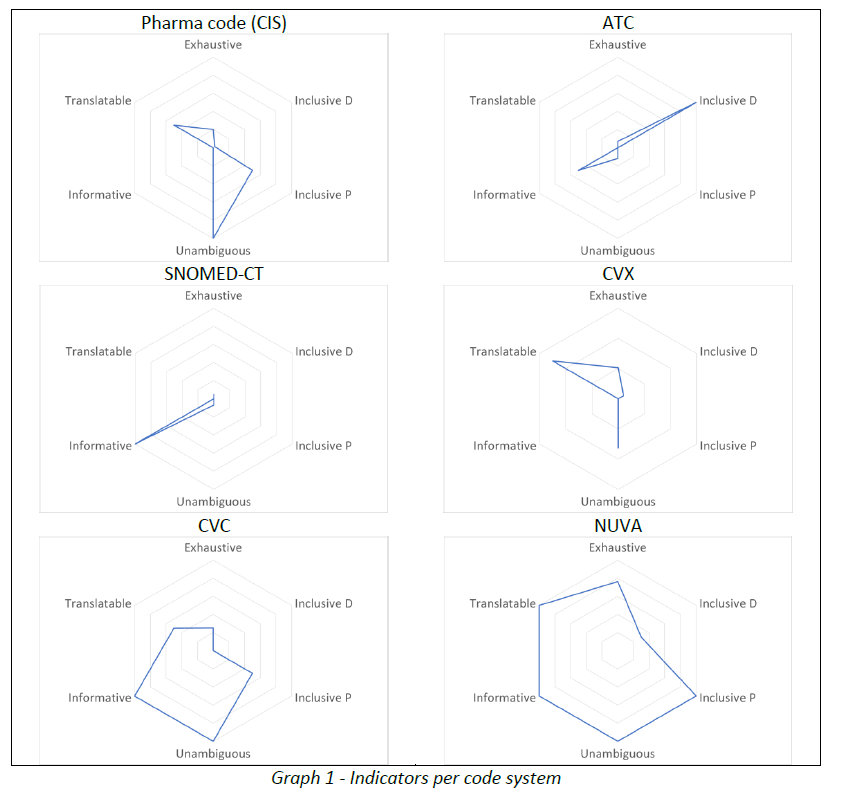 Pharma code (CIS)
Exhaustive
Translatable
Inclusive D
Informative
Inclusive P
Unambiguous
ATC
Exhaustive
Translatable
Inclusive D
Informative
Inclusive P
Unambiguous
SNOMED-CT
Exhaustive
Translatable
Inclusive D
Informative
Inclusive P
Unambiguous
CVX
Exhaustive
Translatable
Inclusive D
Informative
Inclusive P
Unambiguous
CVC
Exhaustive
Translatable
Inclusive D
Informative
Inclusive P
Unambiguous
NUVA
Exhaustive
Translatable
Inclusive D
Informative
Inclusive P
Unambiguous
Graph 1 - Indicators per code system